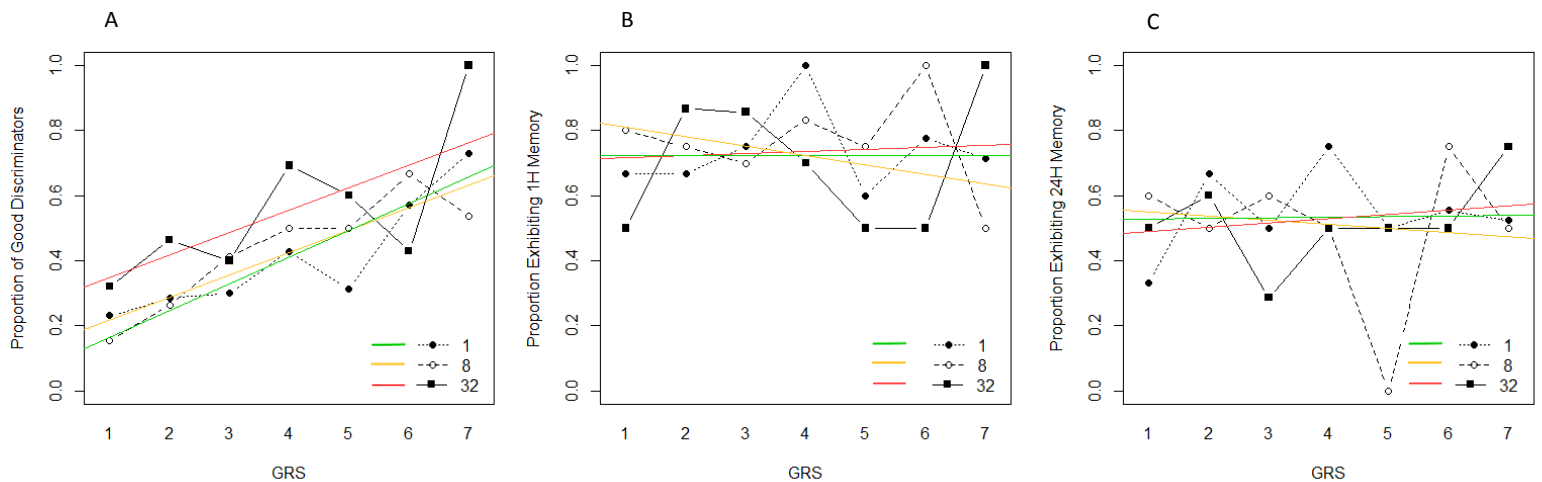 A
Proportion of Good Discriminators
1.0
0.8
0.6
0.4
0.2
0.0
1
8
32
1 2 3 4 5 6 7
GRS
B
Proportion Exhibiting 1H Memory
1.0
0.8
0.6
0.4
0.2
0.0
1
8
32
1 2 3 4 5 6 7
GRS
C
Proportion Exhibiting 24H Memory
1.0
0.8
0.6
0.4
0.2
0.0
1
8
32
1 2 3 4 5 6 7
GRS